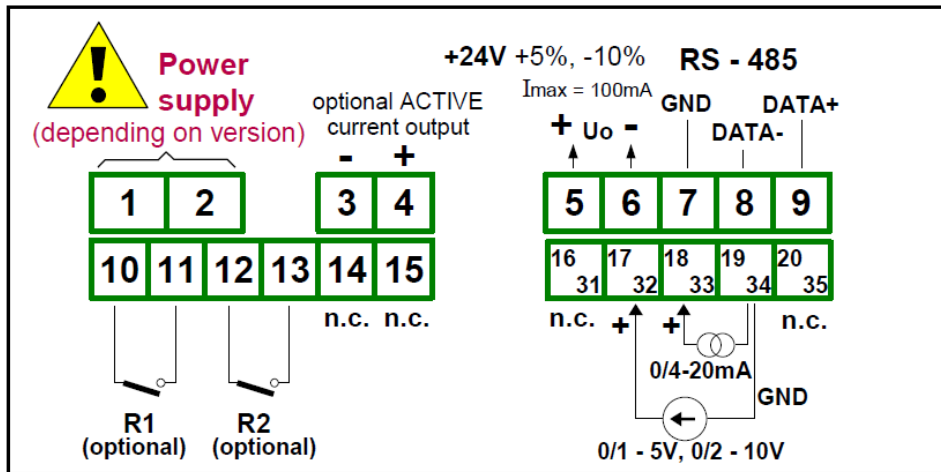 !
Power
supply
(depending on version)
optional ACTIVE
current output
- +
+24V +5%, -10%
Imax = 100mA
+ Uo -
RS - 485
GND
DATA-
DATA+
1 2 3 4 5 6 7 8 9
10 11 12 13 14 15
16 31 17 32 18 33 19 34 20 35
n.c. n.c.
n.c. + + n.c.
0/4-20mA
GND
R1
(optional)
R2
(optional)
0/1 - 5V, 0/2 - 10V